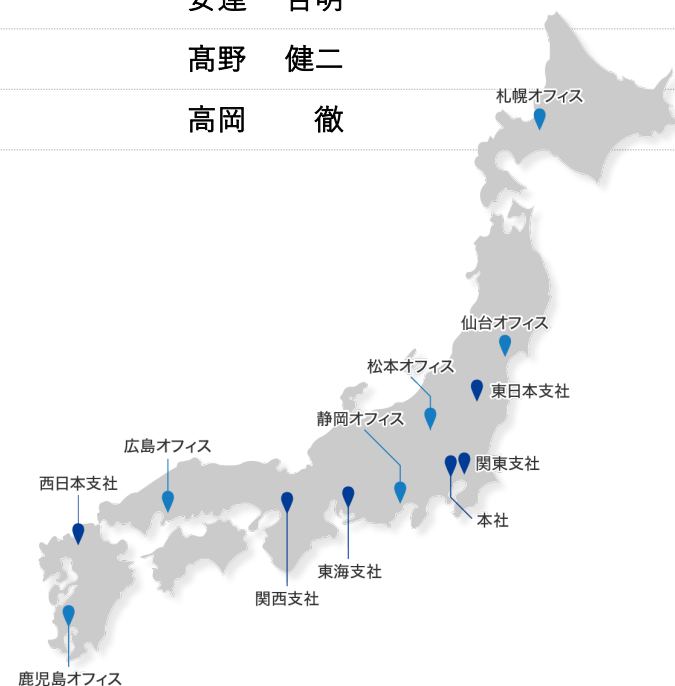 髙野 健二
高岡 徹
札幌オフィス
仙台オフィス
松本オフィス
東日本支社
静岡オフィス
広島オフィス
関東支社
西日本支社
本社
東海支社
関西支社
鹿児島オフィス